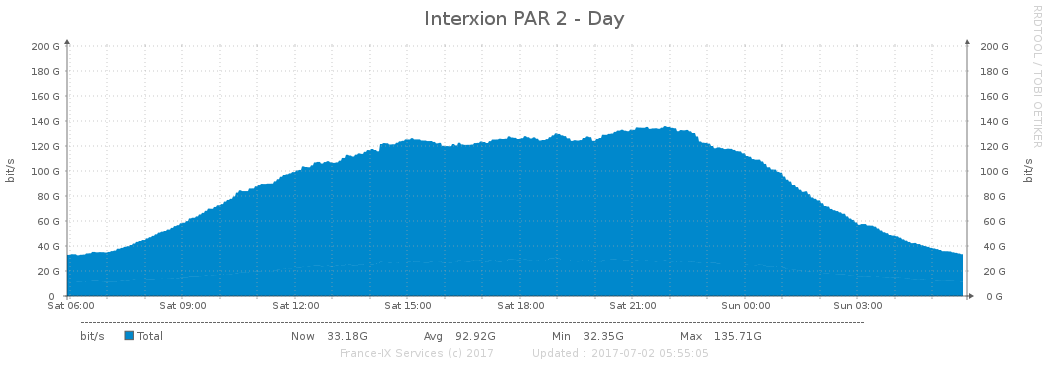 Interxion PAR 2 - Day
RRDTOOL / TOBI OETIKER
200 G 200 G
180 G 180 G
160 G 160 G
140 G 140 G
120 G 120 G
100 G 100 G
80 G 80 G
60 G 60 G
40 G 40 G
20 G 20 G
0 0 G
bit/s bit/s
Sat 06:00 Sat 09:00 Sat 12:00 Sat 15:00 Sat 18:00 Sat 21:00 Sun 00:00 Sun 03:00
bit/s Total Now 33.18G Avg 92.92G Min 32.35G Max 135.71G
France-IX Services (c) 2017 Updated : 2017-07-02 05:55:05